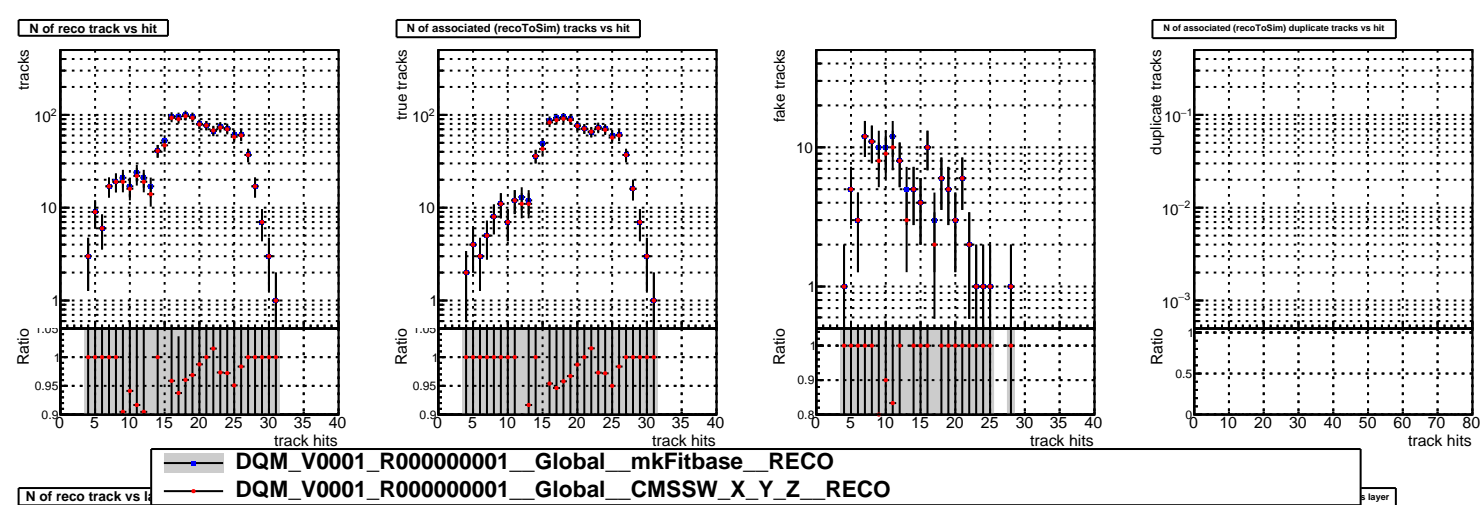 N of reco track vs hit
N of associated (recoToSim) tracks vs hit
N of associated (recoToSim) duplicate tracks vs hit
tracks
10²
10
1
Ratio
1.05
1
0.95
0.9
0 5 10 15 20 25 30 35 40
track hits
true tracks
10²
10
1
Ratio
1.05
1
0.95
0.9
0 5 10 15 20 25 30 35 40
track hits
fake tracks
10
1
Ratio
1
0.9
0.8
0 5 10 15 20 25 30 35 40
track hits
duplicate tracks
10⁻¹
10⁻²
10⁻³
Ratio
1
0.5
0
0 10 20 30 40 50 60 70 80
track hits
DQM_V0001_R000000001__Global__mkFitbase__RECO
DQM_V0001_R000000001__Global__CMSSW_X_Y_Z__RECO
N of reco track vs la
s layer